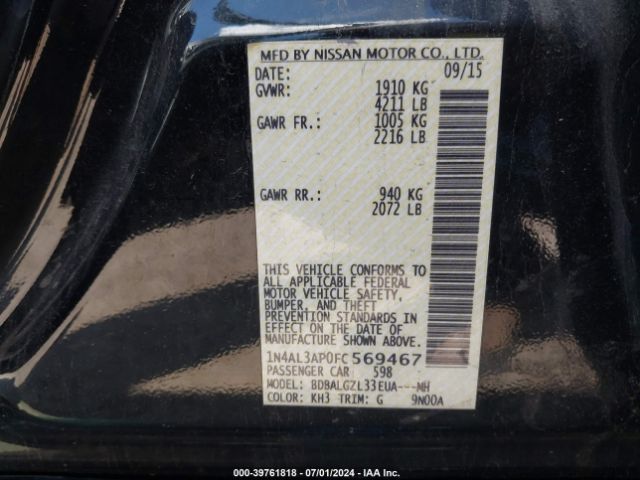 MFD BY NISSAN MOTOR CO., LTD.
DATE: 09/15
GVWR: 1910 KG
4211 LB
GAWR FR.: 1005 KG
2216 LB
GAWR RR.: 940 KG
2072 LB
THIS VEHICLE CONFORMS TO
ALL APPLICABLE FEDERAL
MOTOR VEHICLE SAFETY,
BUMPER, AND THEFT
PREVENTION STANDARDS
IN EFFECT ON THE DATE OF
MANUFACTURE SHOWN ABOVE.
1N4AL3AP0FC569467
PASSENGER CAR 598
MODEL: BDBALGZL33EUA---NH
COLOR: KH3 TRIM: G 9N00A
000-39761818 - 07/01/2024 - IAA Inc.